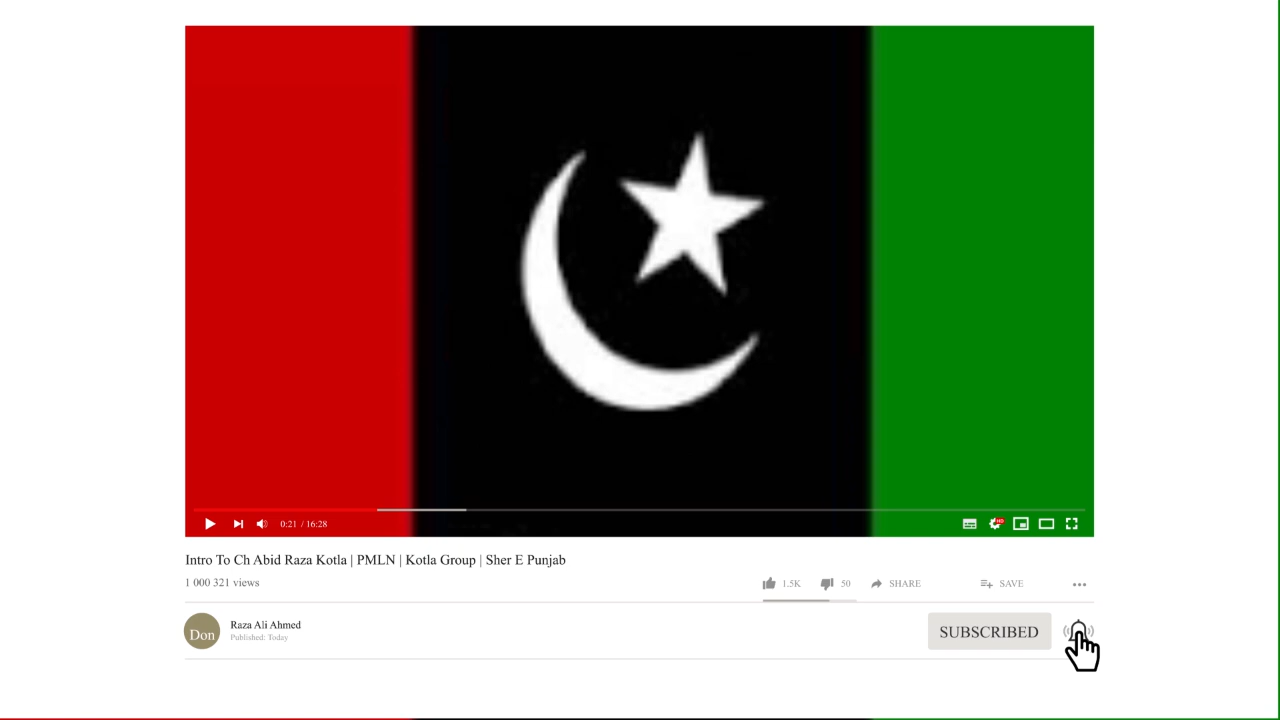 0:21 / 16:28
HD
Intro To Ch Abid Raza Kotla | PMLN | Kotla Group | Sher E Punjab
1 000 321 views
1.5K 50 SHARE SAVE
Don
Raza Ali Ahmed
Published: Today
SUBSCRIBED